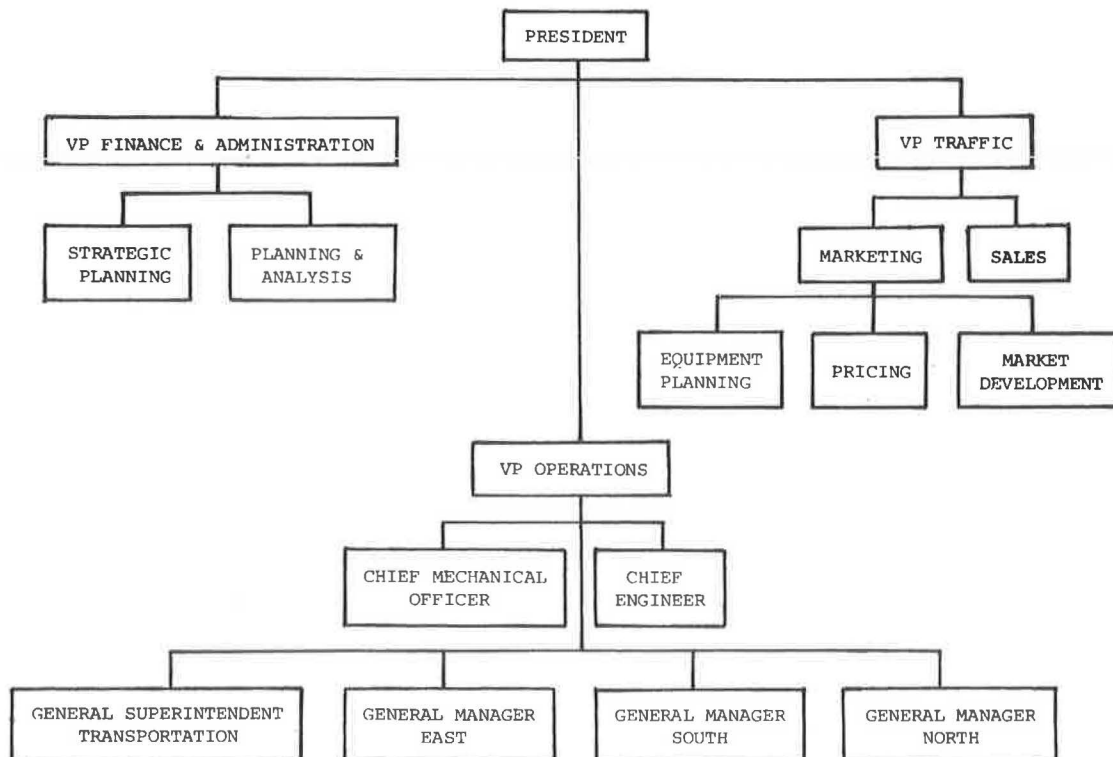 PRESIDENT
VP FINANCE & ADMINISTRATION
VP TRAFFIC
STRATEGIC
PLANNING
PLANNING &
ANALYSIS
MARKETING
SALES
EQUIPMENT
PLANNING
PRICING
MARKET
DEVELOPMENT
VP OPERATIONS
CHIEF MECHANICAL
OFFICER
CHIEF
ENGINEER
GENERAL SUPERINTENDENT
TRANSPORTATION
GENERAL MANAGER
EAST
GENERAL MANAGER
SOUTH
GENERAL MANAGER
NORTH